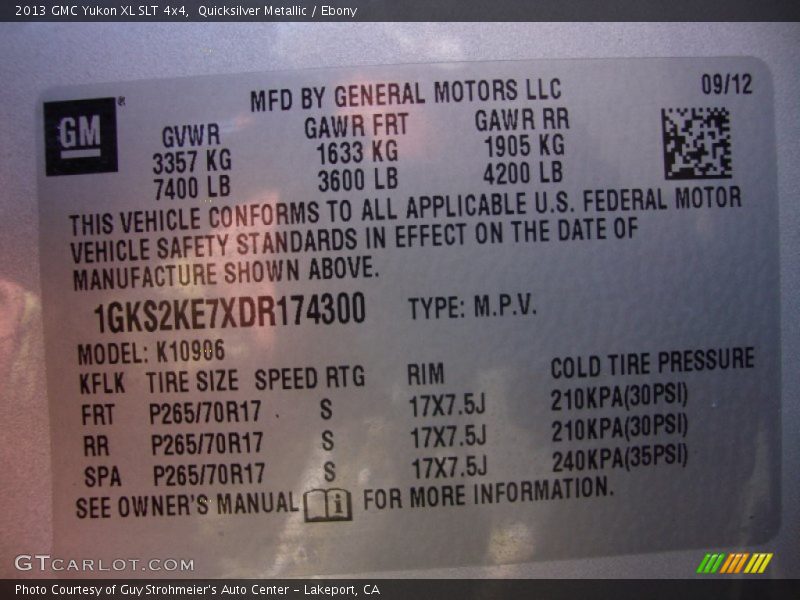 2013 GMC Yukon XL SLT 4x4,  Quicksilver Metallic / Ebony
MFD BY GENERAL MOTORS LLC 09/12
GM ®
GVWR GAWR FRT GAWR RR
3357 KG 1633 KG 1905 KG
7400 LB 3600 LB 4200 LB
THIS VEHICLE CONFORMS TO ALL APPLICABLE U.S. FEDERAL MOTOR
VEHICLE SAFETY STANDARDS IN EFFECT ON THE DATE OF
MANUFACTURE SHOWN ABOVE.
1GKS2KE7XDR174300 TYPE: M.P.V.
MODEL: K10906
KFLK TIRE SIZE SPEED RTG RIM COLD TIRE PRESSURE
FRT P265/70R17 S 17X7.5J 210KPA(30PSI)
RR P265/70R17 S 17X7.5J 210KPA(30PSI)
SPA P265/70R17 S 17X7.5J 240KPA(35PSI)
SEE OWNER'S MANUAL i FOR MORE INFORMATION.
GTCARLOT.COM
Photo Courtesy of Guy Strohmeier's Auto Center - Lakeport, CA